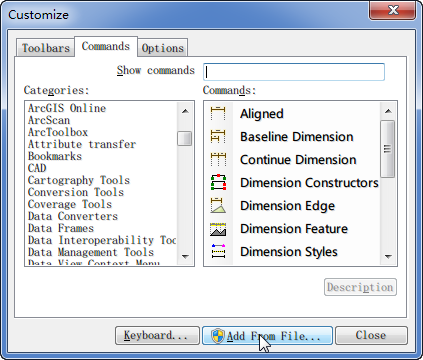 Customize
Toolbars
Commands
Options
Show commands
Categories:
Commands:
ArcGIS Online
ArcScan
ArcToolbox
Attribute transfer
Bookmarks
CAD
Cartography Tools
Conversion Tools
Coverage Tools
Data Converters
Data Frames
Data Interoperability Too
Data Management Tools
Data View Context Menu
Aligned
Baseline Dimension
Continue Dimension
Dimension Constructors
Dimension Edge
Dimension Feature
Dimension Styles
Description
Keyboard...
Add From File...
Close